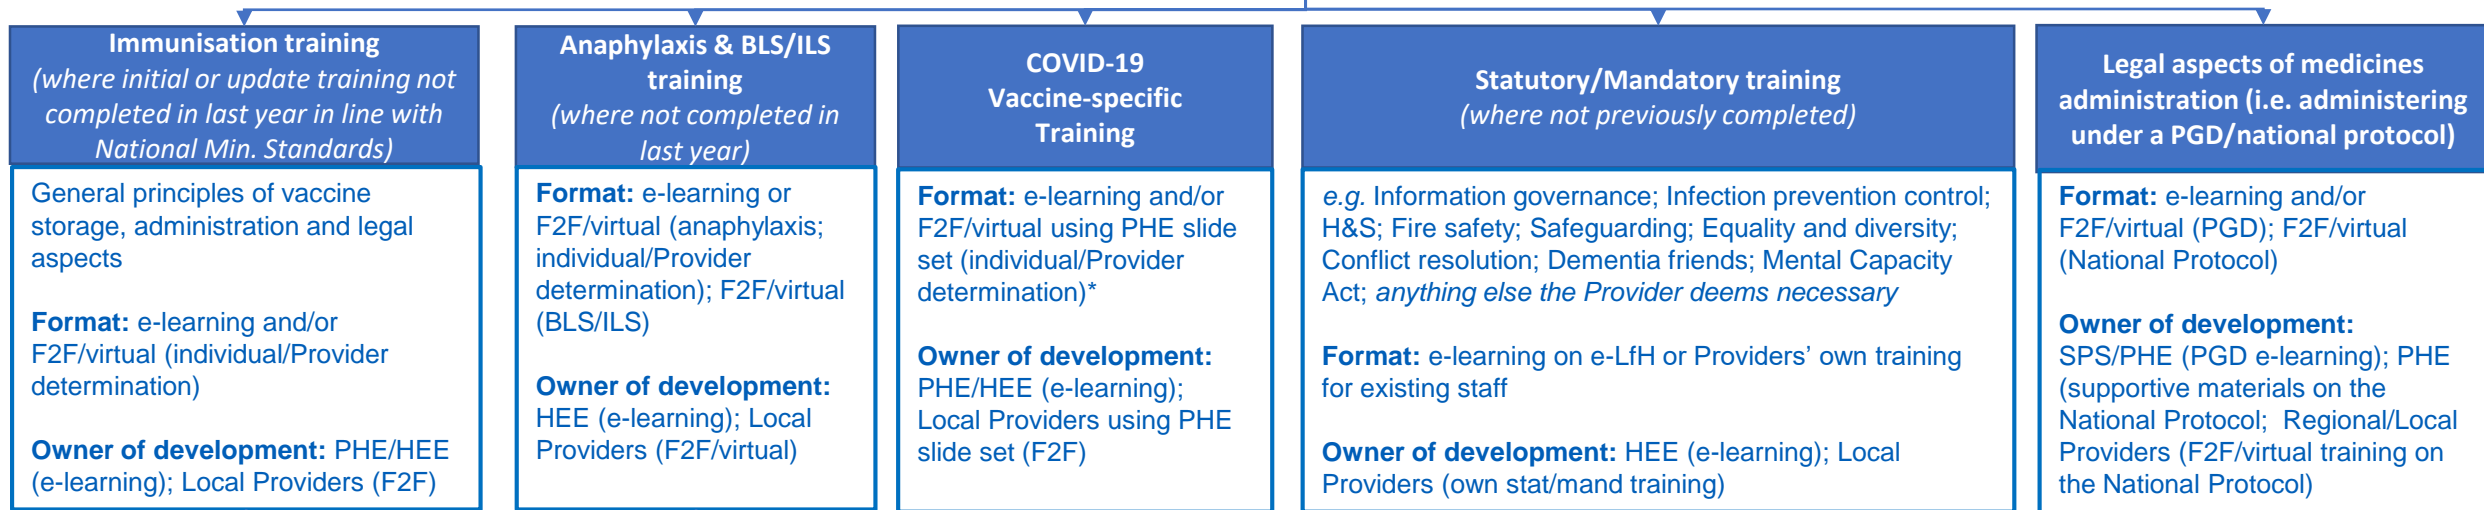 Immunisation training
(where initial or update training not
completed in last year in line with
National Min. Standards)
General principles of vaccine
storage, administration and legal
aspects
Format: e-learning and/or
F2F/virtual (individual/Provider
determination)
Owner of development: PHE/HEE
(e-learning); Local Providers (F2F)
Anaphylaxis & BLS/ILS
training
(where not completed in
last year)
Format: e-learning or
F2F/virtual (anaphylaxis;
individual/Provider
determination); F2F/virtual
(BLS/ILS)
Owner of development:
HEE (e-learning); Local
Providers (F2F/virtual)
COVID-19
Vaccine-specific
Training
Format: e-learning and/or
F2F/virtual using PHE slide
set (individual/Provider
determination)*
Owner of development:
PHE/HEE (e-learning);
Local Providers using PHE
slide set (F2F)
Statutory/Mandatory training
(where not previously completed)
e.g. Information governance; Infection prevention control;
H&S; Fire safety; Safeguarding; Equality and diversity;
Conflict resolution; Dementia friends; Mental Capacity
Act; anything else the Provider deems necessary
Format: e-learning on e-LfH or Providers’ own training
for existing staff
Owner of development: HEE (e-learning); Local
Providers (own stat/mand training)
Legal aspects of medicines
administration (i.e. administering
under a PGD/national protocol)
Format: e-learning and/or
F2F/virtual (PGD); F2F/virtual
(National Protocol)
Owner of development:
SPS/PHE (PGD e-learning); PHE
(supportive materials on the
National Protocol; Regional/Local
Providers (F2F/virtual training on
the National Protocol)